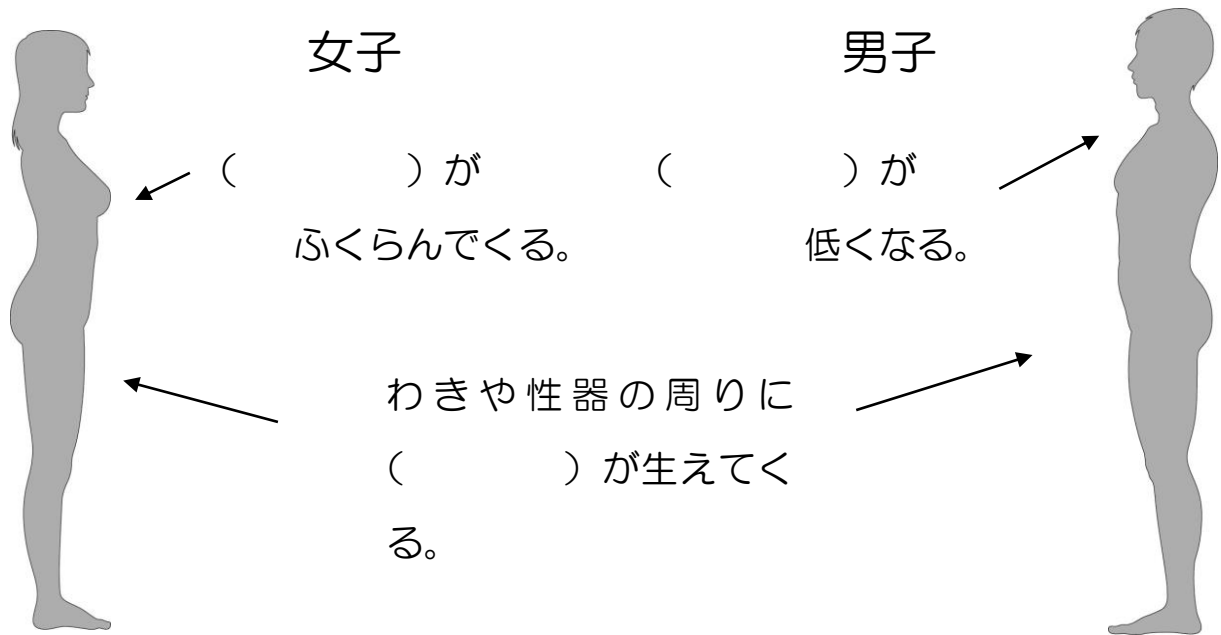 女子
男子
（　　　　）が
ふくらんでくる。
（　　　　）が
低くなる。
わきや性器の周りに
（　　　　）が生えてく
る。